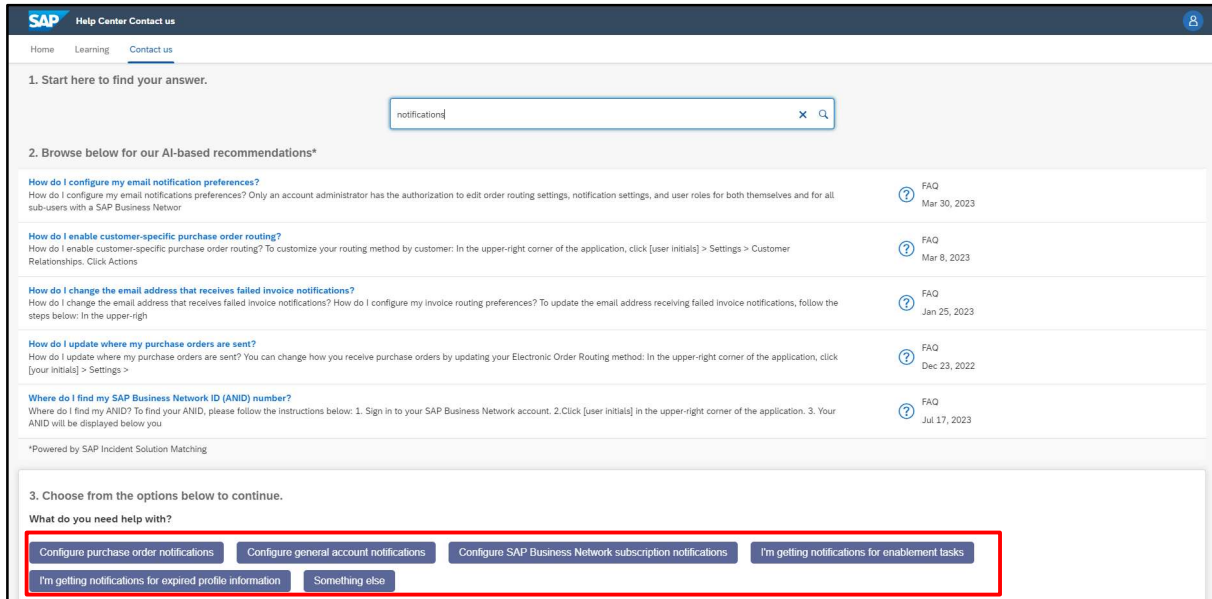 SAP Help Center Contact us
Home Learning Contact us
1. Start here to find your answer.
notifications
2. Browse below for our AI-based recommendations*
How do I configure my email notification preferences?
How do I configure my email notifications preferences? Only an account administrator has the authorization to edit order routing settings, notification settings, and user roles for both themselves and for all
sub-users with a SAP Business Networ
FAQ
Mar 30, 2023
How do I enable customer-specific purchase order routing?
How do I enable customer-specific purchase order routing? To customize your routing method by customer: In the upper-right corner of the application, click [user initials] > Settings > Customer
Relationships. Click Actions
FAQ
Mar 8, 2023
How do I change the email address that receives failed invoice notifications?
How do I change the email address that receives failed invoice notifications? How do I configure my invoice routing preferences? To update the email address receiving failed invoice notifications, follow the
steps below: In the upper-righ
FAQ
Jan 25, 2023
How do I update where my purchase orders are sent?
How do I update where my purchase orders are sent? You can change how you receive purchase orders by updating your Electronic Order Routing method: In the upper-right corner of the application, click
[your initials] > Settings >
FAQ
Dec 23, 2022
Where do I find my SAP Business Network ID (ANID) number?
Where do I find my ANID? To find your ANID, please follow the instructions below: 1. Sign in to your SAP Business Network account. 2.Click [user initials] in the upper-right corner of the application. 3. Your
ANID will be displayed below you
FAQ
Jul 17, 2023
*Powered by SAP Incident Solution Matching
3. Choose from the options below to continue.
What do you need help with?
Configure purchase order notifications Configure general account notifications Configure SAP Business Network subscription notifications I'm getting notifications for enablement tasks
I'm getting notifications for expired profile information Something else